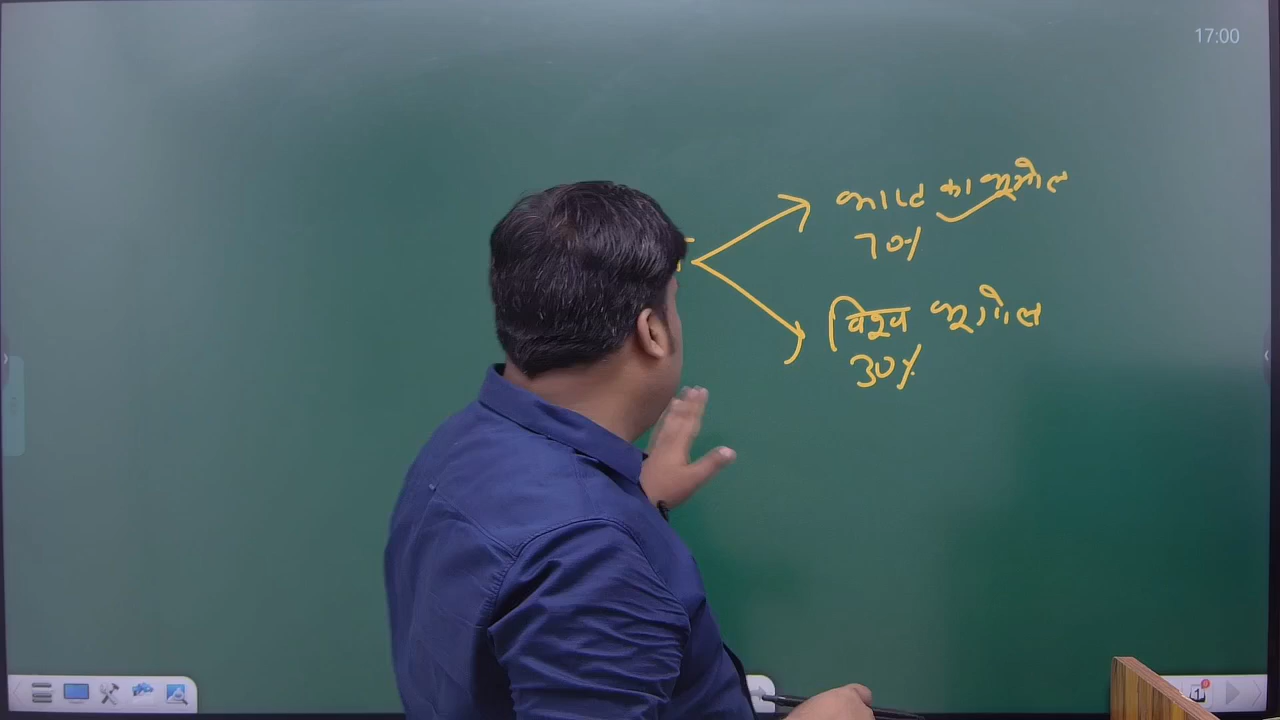 17:00
भारत का भूगोल
70%
विश्व भूगोल
30%